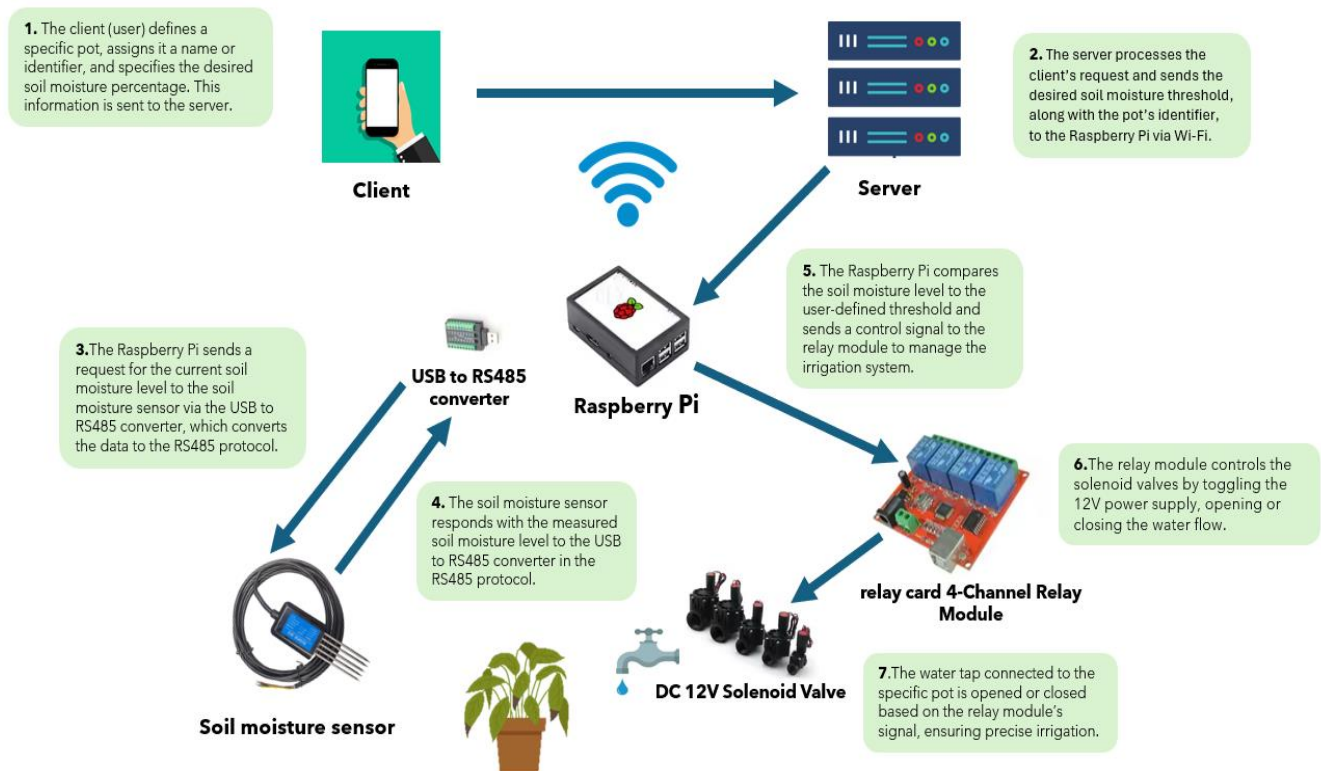 1. The client (user) defines a
specific pot, assigns it a name or
identifier, and specifies the desired
soil moisture percentage. This
information is sent to the server.
Client
Server
2. The server processes the
client's request and sends the
desired soil moisture threshold,
along with the pot's identifier,
to the Raspberry Pi via Wi-Fi.
3.The Raspberry Pi sends a
request for the current soil
moisture level to the soil
moisture sensor via the USB to
RS485 converter, which converts
the data to the RS485 protocol.
USB to RS485
converter
Raspberry Pi
5. The Raspberry Pi compares
the soil moisture level to the
user-defined threshold and
sends a control signal to the
relay module to manage the
irrigation system.
4. The soil moisture sensor
responds with the measured
soil moisture level to the USB
to RS485 converter in the
RS485 protocol.
6.The relay module controls the
solenoid valves by toggling the
12V power supply, opening or
closing the water flow.
relay card 4-Channel Relay
Module
Soil moisture sensor
DC 12V Solenoid Valve
7.The water tap connected to the
specific pot is opened or closed
based on the relay module's
signal, ensuring precise irrigation.